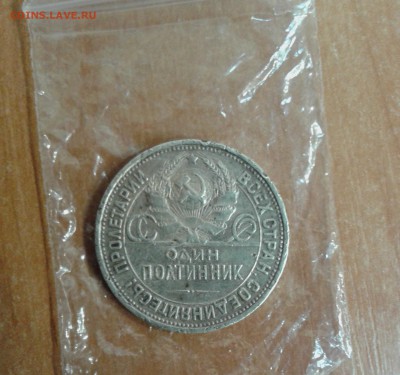 COINS.LAVE.RU
ПРОЛЕТАРИИ ВСЕХ СТРАН, СОЕДИНЯЙТЕСЬ!
ОДИН
ПОЛТИННИК